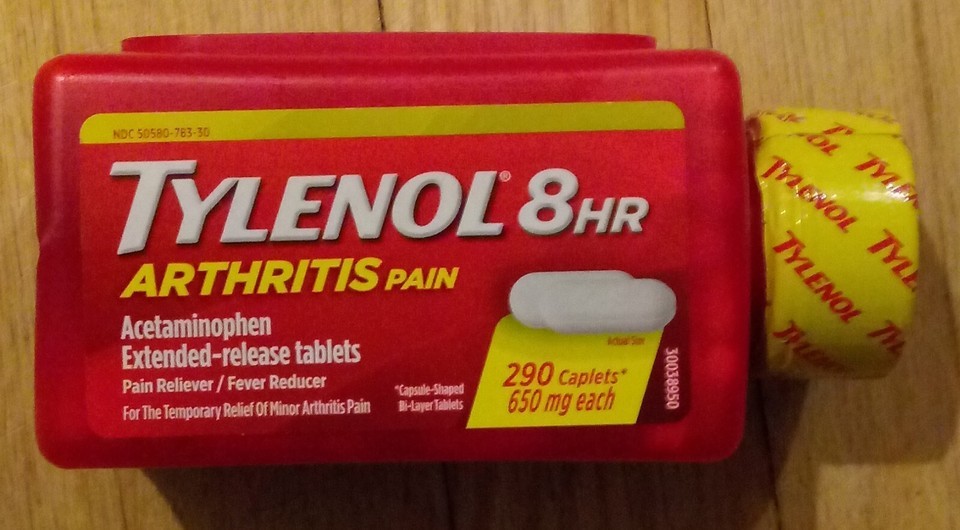 NDC 50580-783-30
TYLENOL® 8HR
ARTHRITIS PAIN
Acetaminophen
Extended-release tablets
Pain Reliever / Fever Reducer
For The Temporary Relief Of Minor Arthritis Pain
*Capsule-Shaped
Bi-Layer Tablets
Actual Size
290 Caplets*
650 mg each
30038950
TYLENOL
TYLENOL